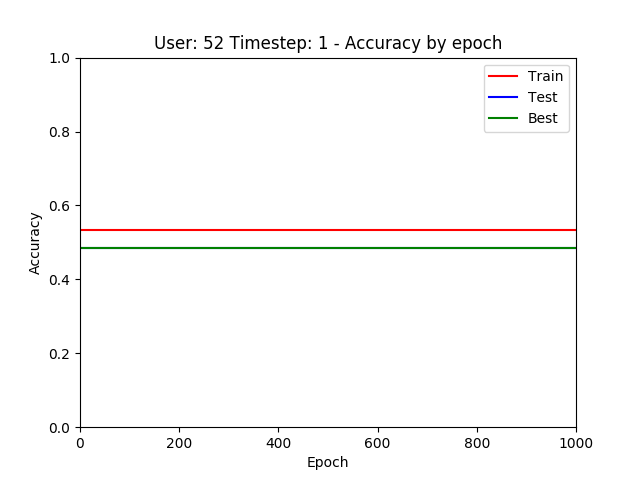 User: 52 Timestep: 1 - Accuracy by epoch
1.0
0.8
0.6
0.4
0.2
0.0
Accuracy
Train
Test
Best
0 200 400 600 800 1000
Epoch